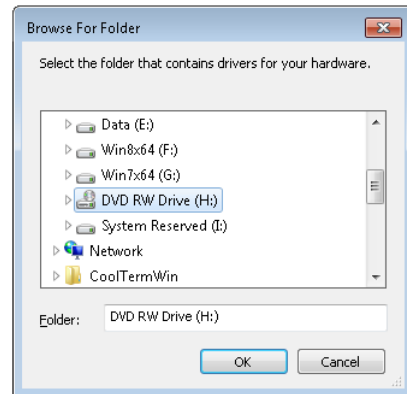 Browse For Folder
Select the folder that contains drivers for your hardware.
Data (E:)
Win8x64 (F:)
Win7x64 (G:)
DVD RW Drive (H:)
System Reserved (I:)
Network
CoolTermWin
Folder: DVD RW Drive (H:)
OK Cancel